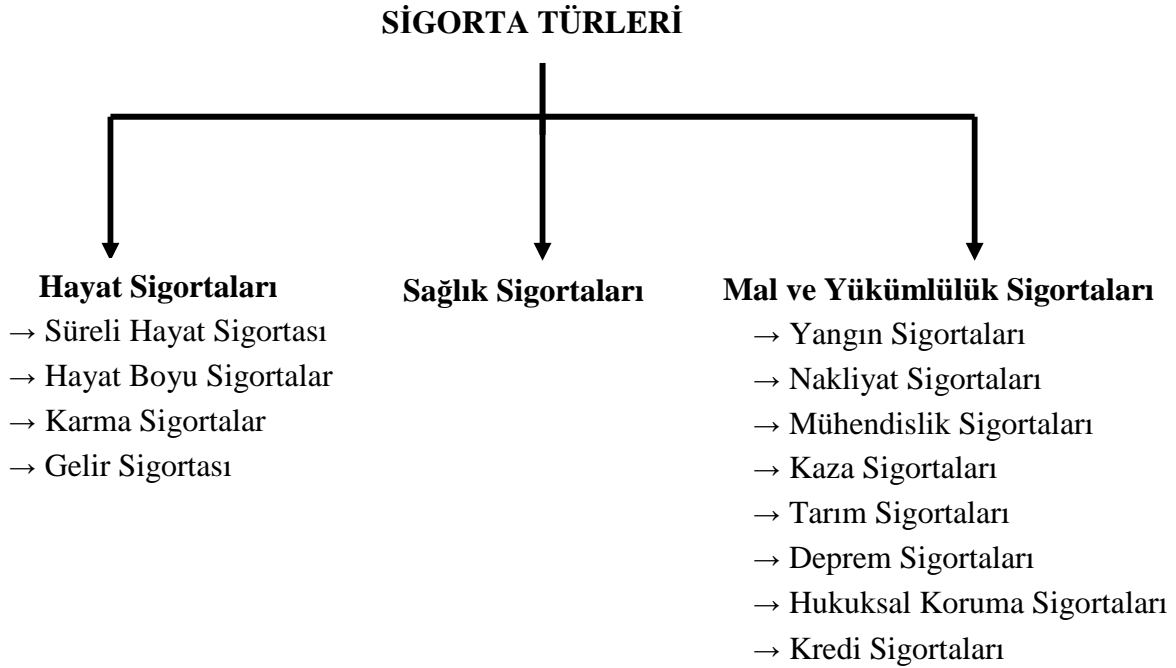 SİGORTA TÜRLERİ
Hayat Sigortaları
→ Süreli Hayat Sigortası
→ Hayat Boyu Sigortalar
→ Karma Sigortalar
→ Gelir Sigortası
Sağlık Sigortaları
Mal ve Yükümlülük Sigortaları
→ Yangın Sigortaları
→ Nakliyat Sigortaları
→ Mühendislik Sigortaları
→ Kaza Sigortaları
→ Tarım Sigortaları
→ Deprem Sigortaları
→ Hukuksal Koruma Sigortaları
→ Kredi Sigortaları